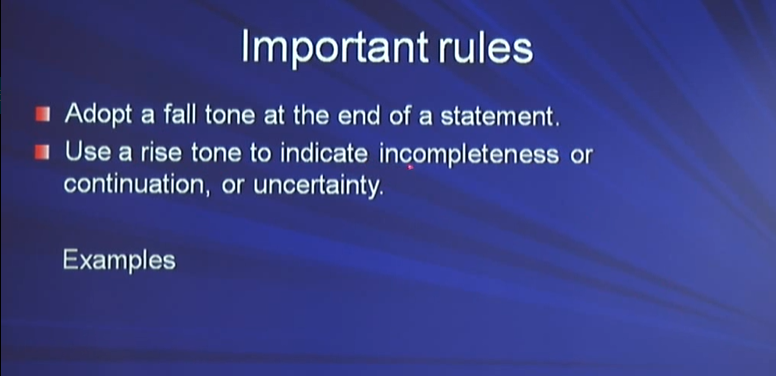 Important rules
Adopt a fall tone at the end of a statement.
Use a rise tone to indicate incompleteness or
continuation, or uncertainty.
Examples